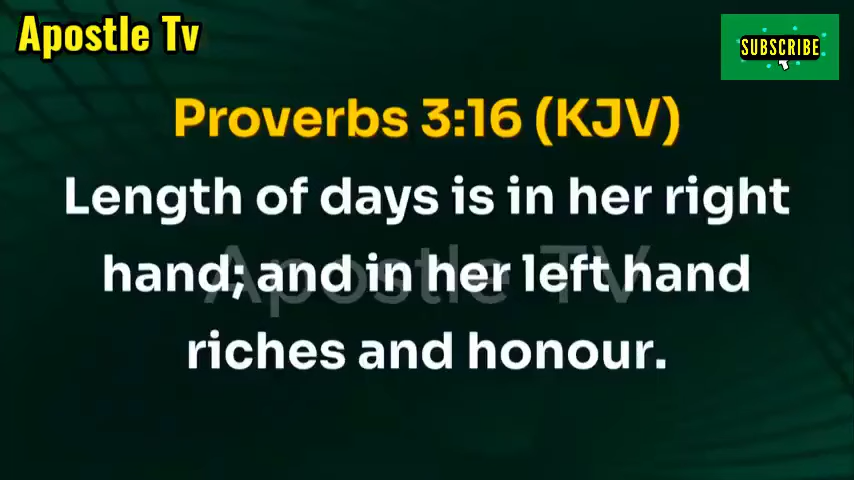 Apostle Tv
SUBSCRIBE
Proverbs 3:16 (KJV)
Length of days is in her right
hand; and in her left hand
riches and honour.
Apostle TV